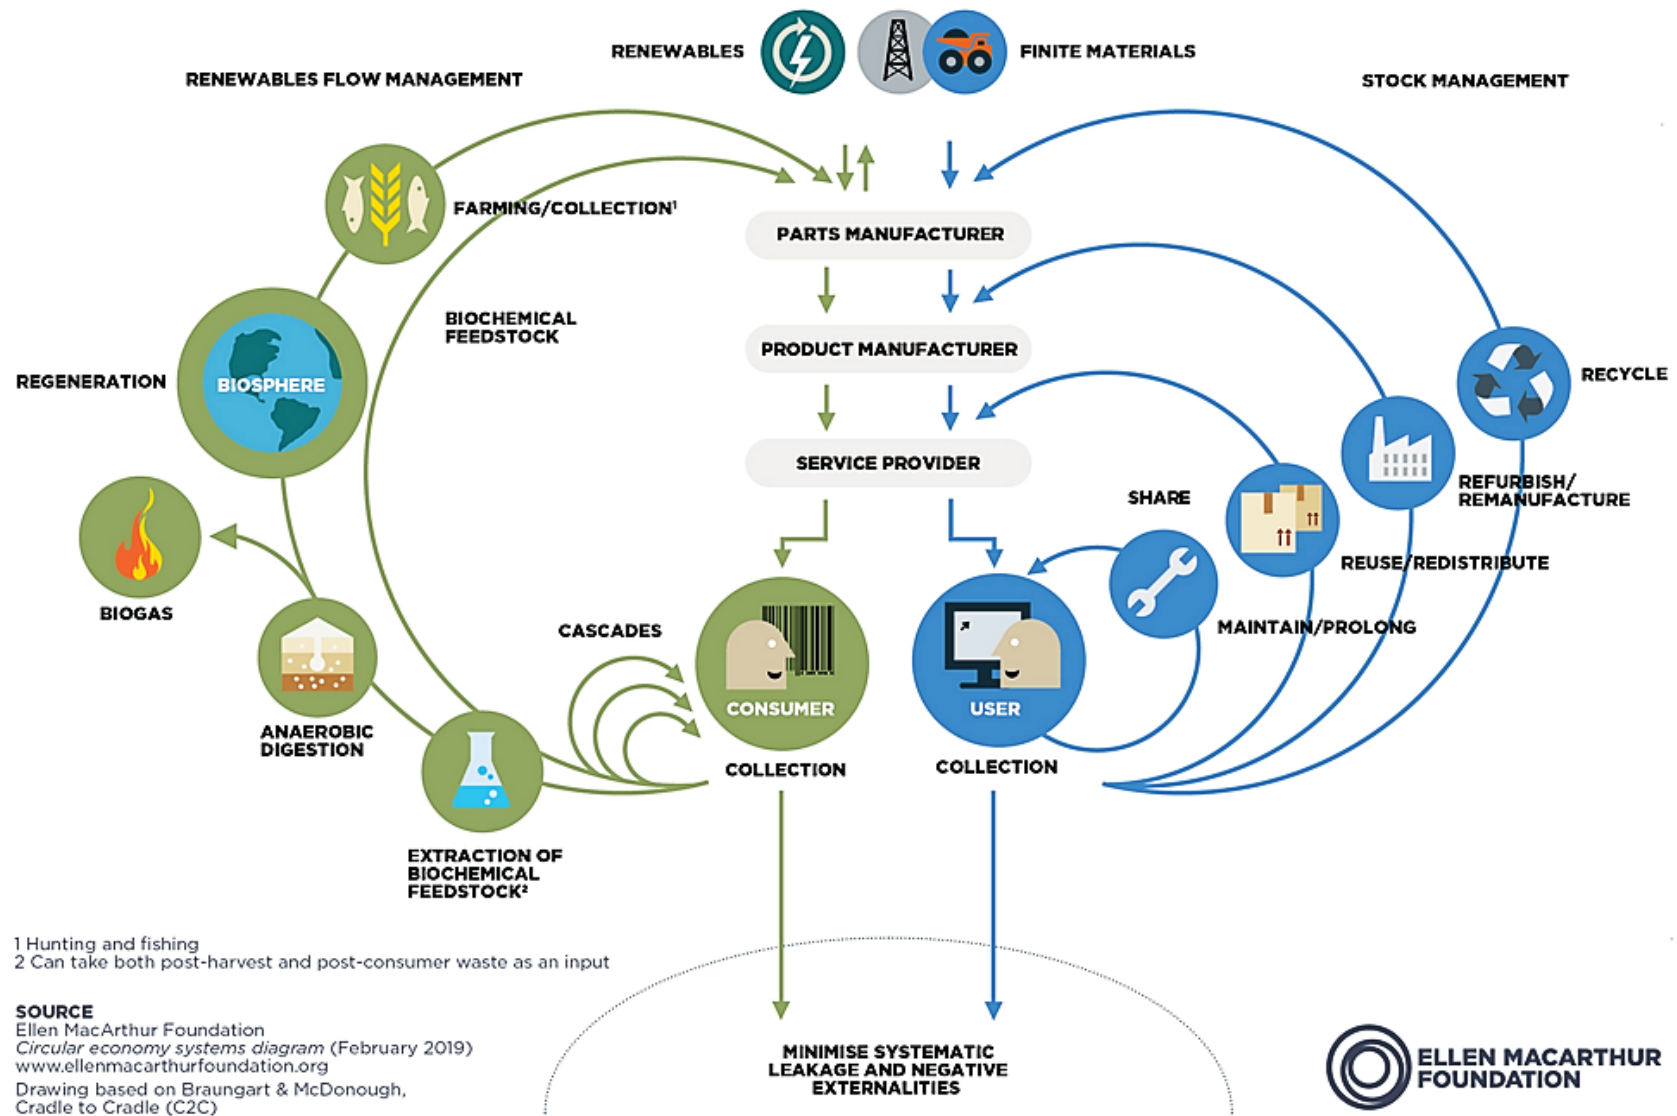 RENEWABLES
FINITE MATERIALS
RENEWABLES FLOW MANAGEMENT
STOCK MANAGEMENT
FARMING/COLLECTION¹
PARTS MANUFACTURER
BIOCHEMICAL
FEEDSTOCK
PRODUCT MANUFACTURER
REGENERATION
BIOSPHERE
RECYCLE
SERVICE PROVIDER
SHARE
REFURBISH/
REMANUFACTURE
REUSE/REDISTRIBUTE
BIOGAS
CASCADES
MAINTAIN/PROLONG
CONSUMER
USER
ANAEROBIC
DIGESTION
COLLECTION
COLLECTION
EXTRACTION OF
BIOCHEMICAL
FEEDSTOCK²
1 Hunting and fishing
2 Can take both post-harvest and post-consumer waste as an input
SOURCE
Ellen MacArthur Foundation
Circular economy systems diagram (February 2019)
www.ellenmacarthurfoundation.org
Drawing based on Braungart & McDonough,
Cradle to Cradle (C2C)
MINIMISE SYSTEMATIC
LEAKAGE AND NEGATIVE
EXTERNALITIES
ELLEN MACARTHUR
FOUNDATION